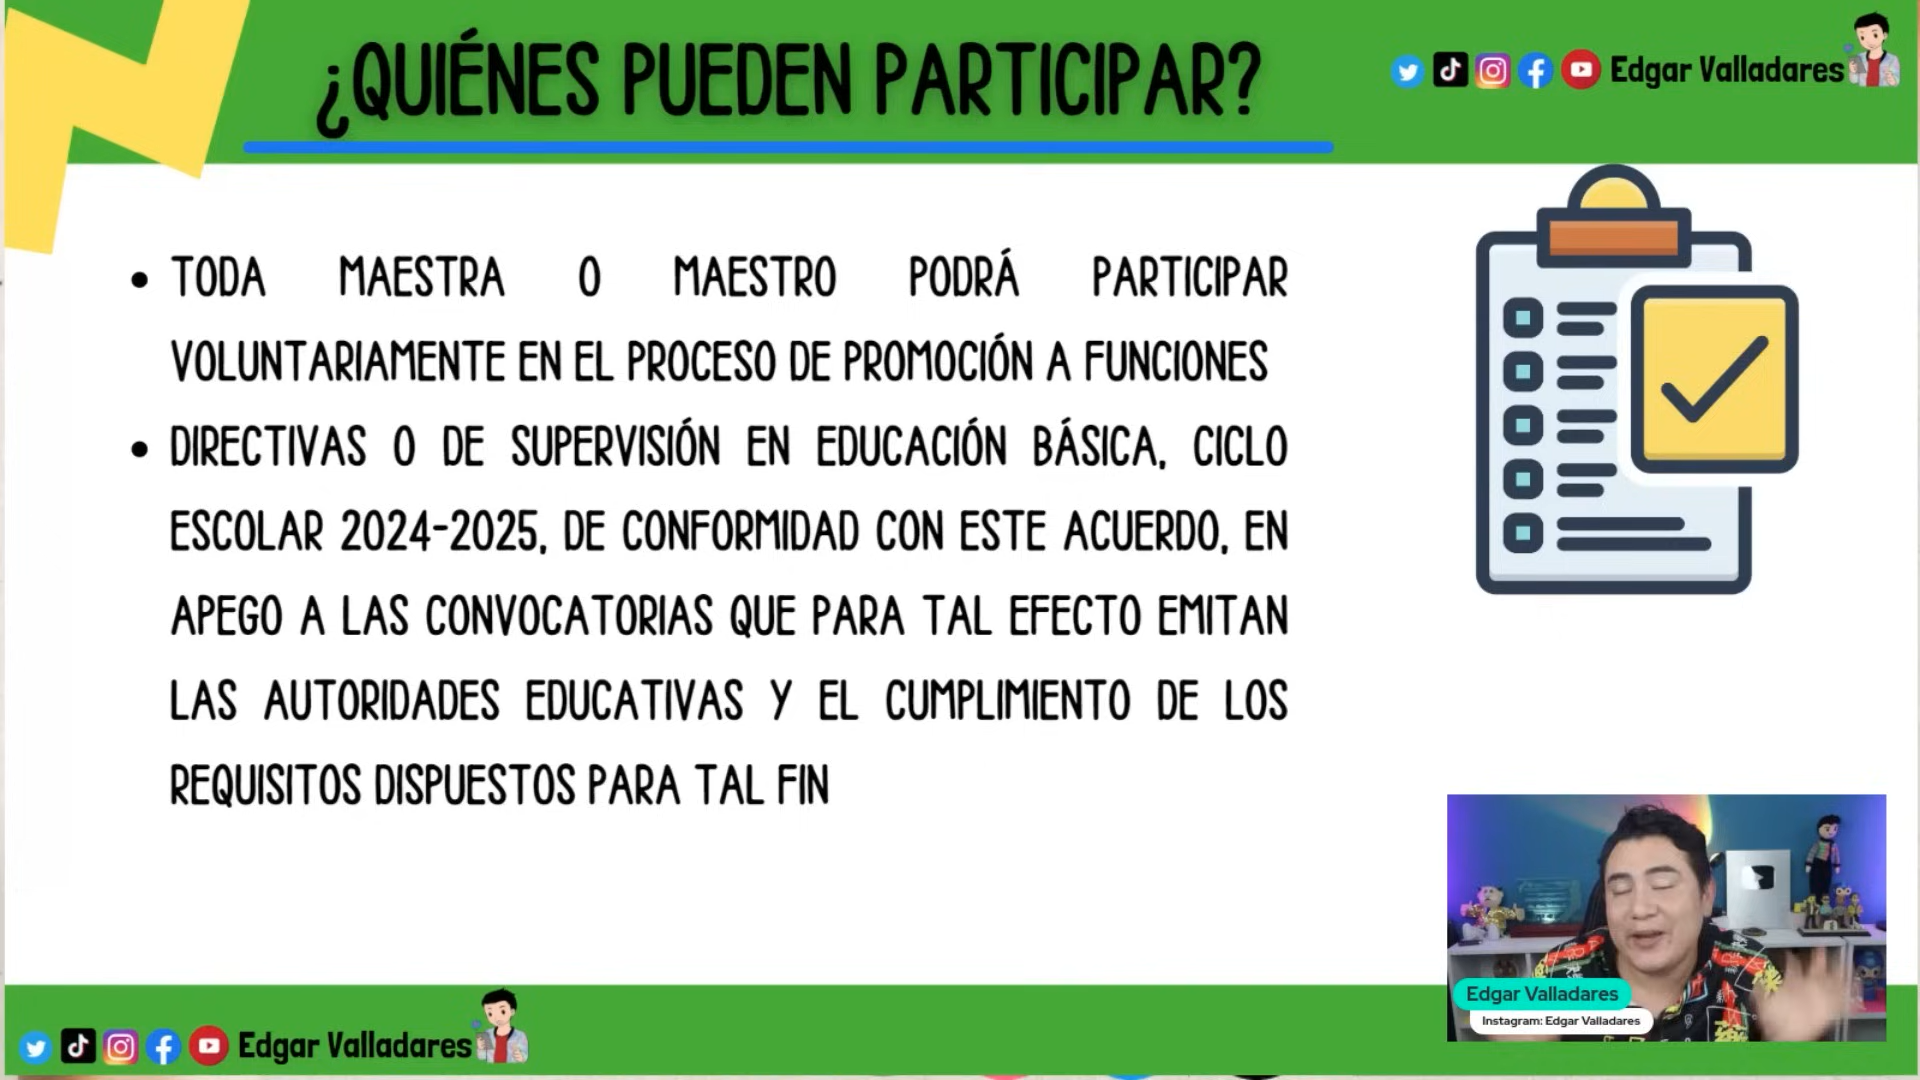 ¿QUIÉNES PUEDEN PARTICIPAR?
Edgar Valladares
• TODA MAESTRA O MAESTRO PODRÁ PARTICIPAR
VOLUNTARIAMENTE EN EL PROCESO DE PROMOCIÓN A FUNCIONES
• DIRECTIVAS O DE SUPERVISIÓN EN EDUCACIÓN BÁSICA, CICLO
ESCOLAR 2024-2025, DE CONFORMIDAD CON ESTE ACUERDO, EN
APEGO A LAS CONVOCATORIAS QUE PARA TAL EFECTO EMITAN
LAS AUTORIDADES EDUCATIVAS Y EL CUMPLIMIENTO DE LOS
REQUISITOS DISPUESTOS PARA TAL FIN
Edgar Valladares
Instagram: Edgar Valladares
Edgar Valladares